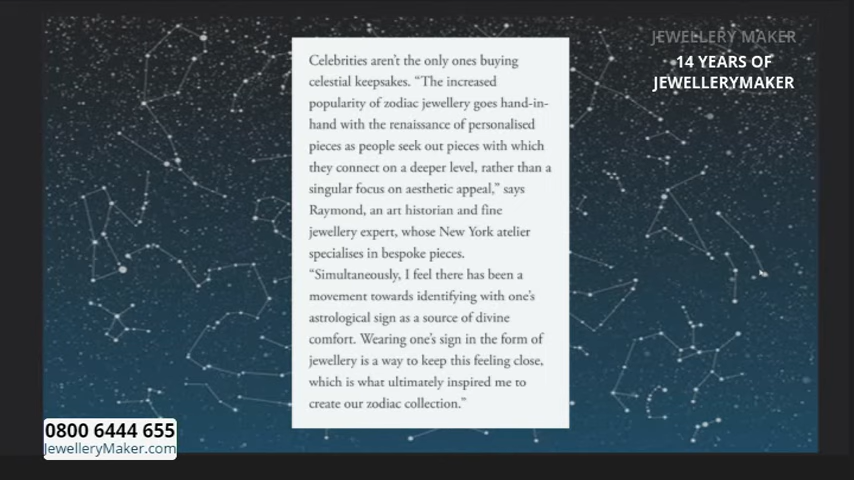 JEWELLERY MAKER
14 YEARS OF
JEWELLERYMAKER
Celebrities aren't the only ones buying
celestial keepsakes. “The increased
popularity of zodiac jewellery goes hand-in-
hand with the renaissance of personalised
pieces as people seek out pieces with which
they connect on a deeper level, rather than a
singular focus on aesthetic appeal,” says
Raymond, an art historian and fine
jewellery expert, whose New York atelier
specialises in bespoke pieces.
“Simultaneously, I feel there has been a
movement towards identifying with one's
astrological sign as a source of divine
comfort. Wearing one's sign in the form of
jewellery is a way to keep this feeling close,
which is what ultimately inspired me to
create our zodiac collection.”
0800 6444 655
JewelleryMaker.com